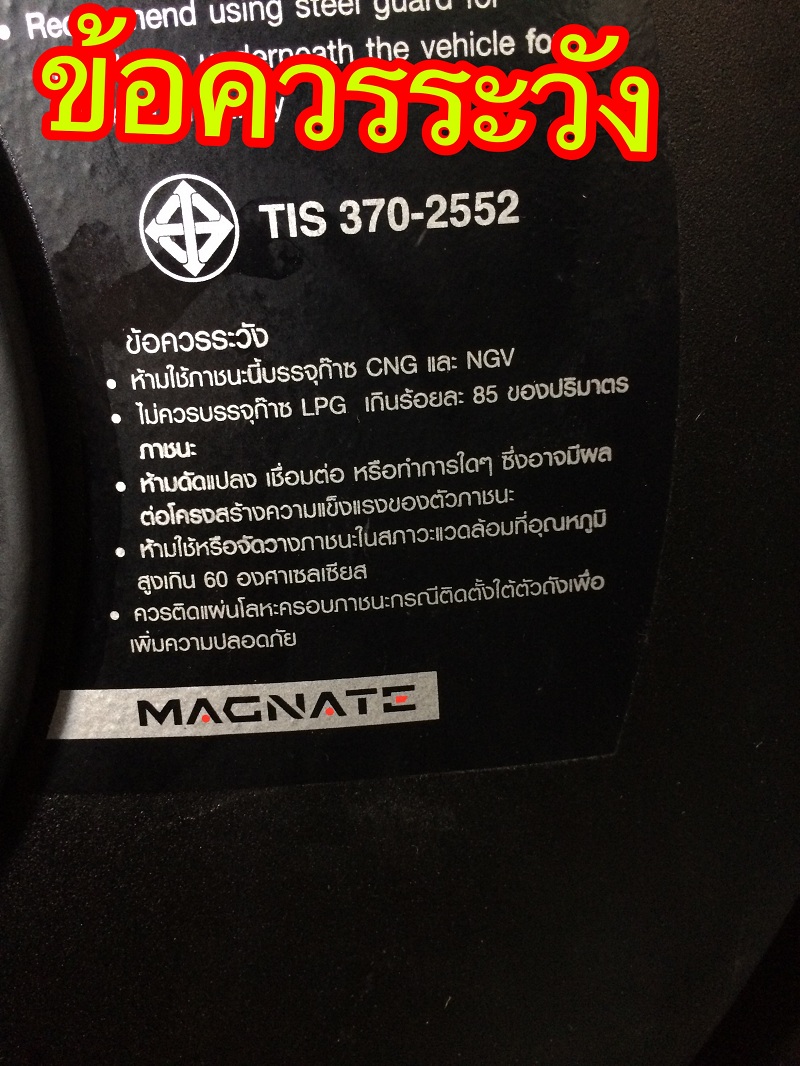 • Recommend using steel guard for
underneath the vehicle for
ข้อควรระวัง
TIS 370-2552
ข้อควรระวัง
• ห้ามใช้ภาชนะนี้บรรจุก๊าซ CNG และ NGV
• ไม่ควรบรรจุก๊าซ LPG เกินร้อยละ 85 ของปริมาตร
ภาชนะ
• ห้ามดัดแปลง เชื่อมต่อ หรือทำการใดๆ ซึ่งอาจมีผล
ต่อโครงสร้างความแข็งแรงของตัวภาชนะ
• ห้ามใช้หรือจัดวางภาชนะในสภาวะแวดล้อมที่อุณหภูมิ
สูงเกิน 60 องศาเซลเซียส
• ควรติดแผ่นโลหะครอบภาชนะกรณีติดตั้งใต้ตัวถังเพื่อ
เพิ่มความปลอดภัย
MAGNATE